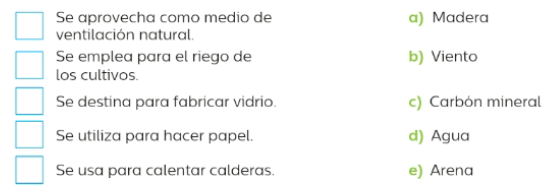 Se aprovecha como medio de
ventilación natural.
a) Madera
Se emplea para el riego de
los cultivos.
b) Viento
Se destina para fabricar vidrio.
c) Carbón mineral
Se utiliza para hacer papel.
d) Agua
Se usa para calentar calderas.
e) Arena